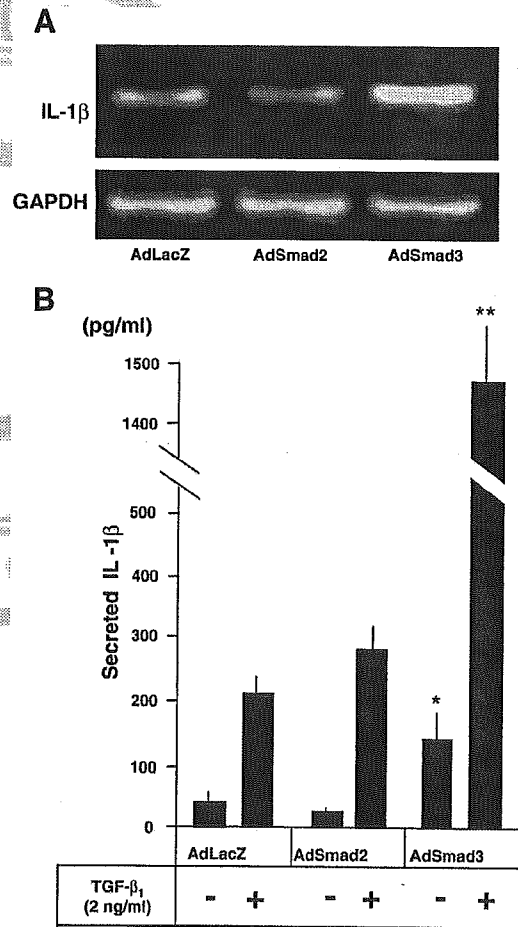 A
IL-1β
GAPDH
AdLacZ AdSmad2 AdSmad3
B
(pg/ml)
**
1500
1400
500
400
300
200
100
0
Secreted IL-1β
*
AdLacZ AdSmad2 AdSmad3
TGF-β₁
(2 ng/ml)
- + - + - +